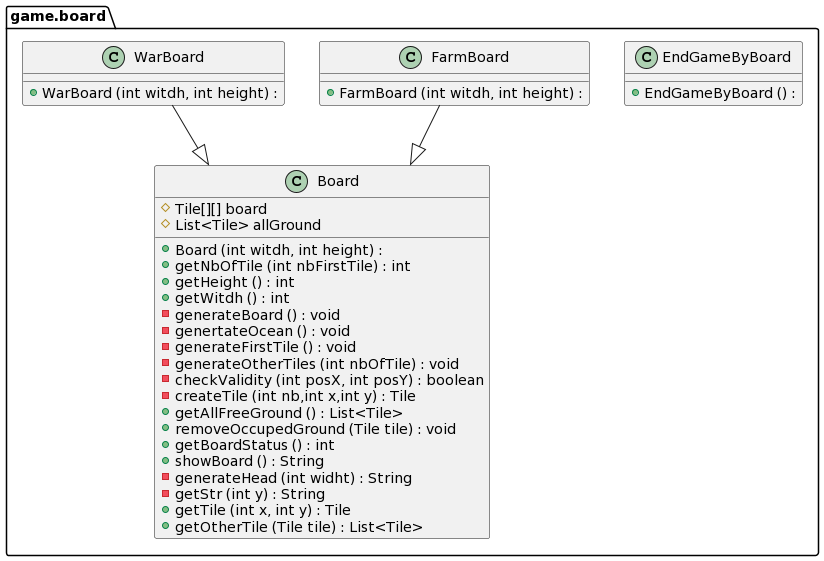 game.board
C WarBoard
WarBoard (int witdh, int height) :
C FarmBoard
FarmBoard (int witdh, int height) :
C EndGameByBoard
EndGameByBoard () :
C Board
Tile[][] board
List<Tile> allGround
Board (int witdh, int height) :
getNbOfTile (int nbFirstTile) : int
getHeight () : int
getWitdh () : int
generateBoard () : void
genertateOcean () : void
generateFirstTile () : void
generateOtherTiles (int nbOfTile) : void
checkValidity (int posX, int posY) : boolean
createTile (int nb,int x,int y) : Tile
getAllFreeGround () : List<Tile>
removeOccupedGround (Tile tile) : void
getBoardStatus () : int
showBoard () : String
generateHead (int widht) : String
getStr (int y) : String
getTile (int x, int y) : Tile
getOtherTile (Tile tile) : List<Tile>